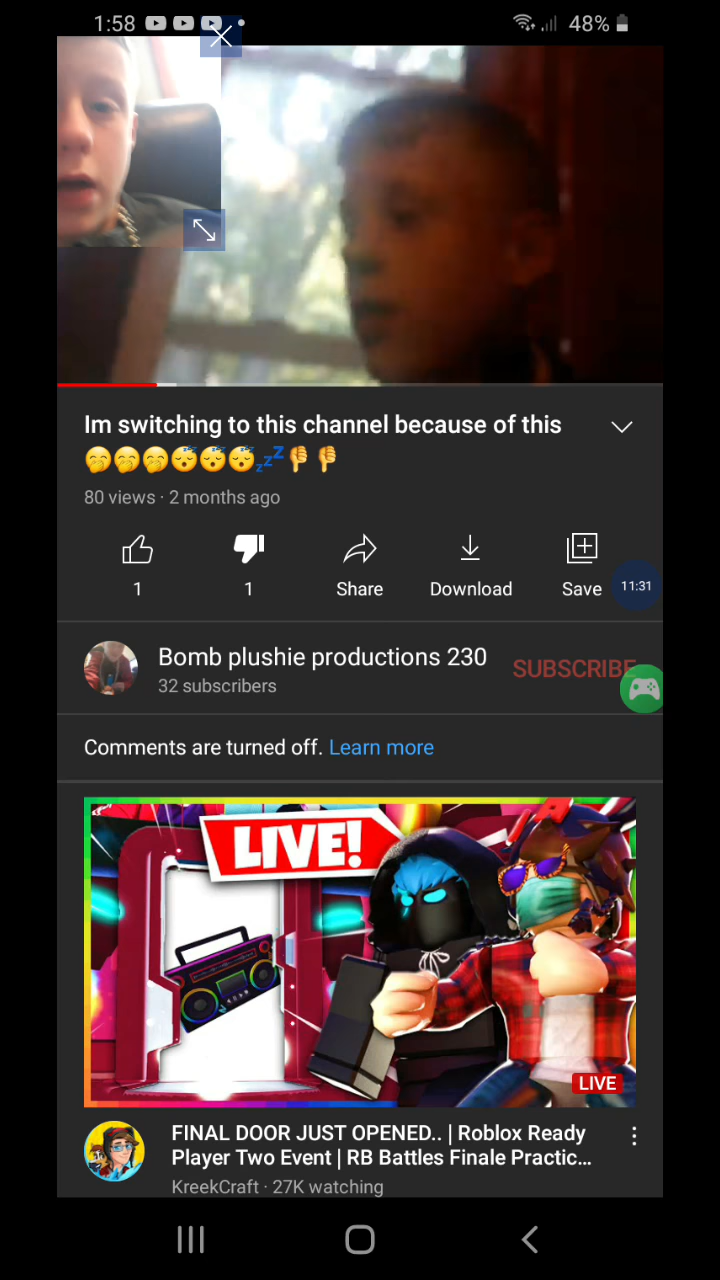 1:58
48%
Im switching to this channel because of this
🤭🤭🤭😴😴😴💤👎👎
80 views · 2 months ago
1
1
Share
Download
Save
11:31
Bomb plushie productions 230
32 subscribers
SUBSCRIBE
Comments are turned off. Learn more
LIVE!
LIVE
FINAL DOOR JUST OPENED.. | Roblox Ready
Player Two Event | RB Battles Finale Practic...
KreekCraft · 27K watching